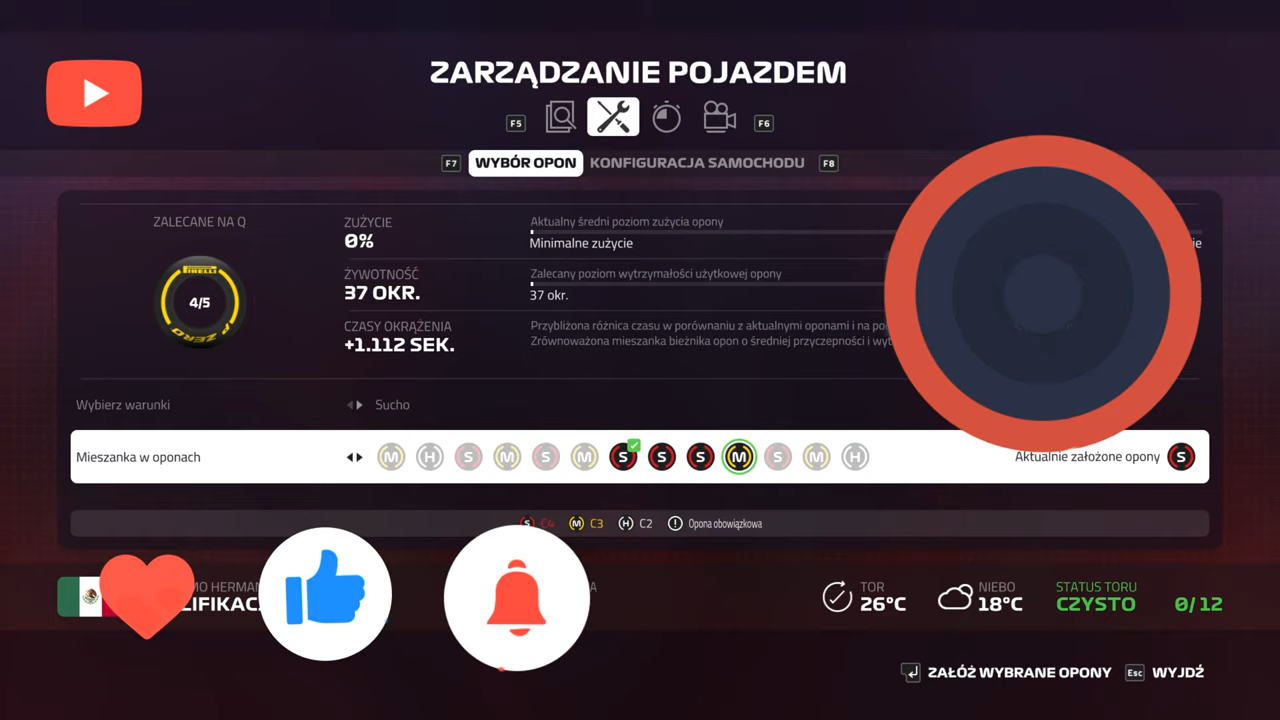 ZARZĄDZANIE POJAZDEM
F5 F6
F7 WYBÓR OPON KONFIGURACJA SAMOCHODU F8
ZALECANE NA Q
PIRELLI
4/5
P ZERO
ZUŻYCIE
0%
Aktualny średni poziom zużycia opony
Minimalne zużycie
ŻYWOTNOŚĆ
37 OKR.
Zalecany poziom wytrzymałości użytkowej opony
37 okr.
CZASY OKRĄŻENIA
+1.112 SEK.
Przybliżona różnica czasu w porównaniu z aktualnymi oponami i na
Zrównoważona mieszanka bieżnika opon o średniej przyczepności i
Wybierz warunki Sucho
Mieszanka w oponach M H S M S M S S S M S M H Aktualnie założone opony S
S C4 M C3 H C2 Opona obowiązkowa
TOR
26°C
NIEBO
18°C
STATUS TORU
CZYSTO
0/12
ZAŁÓŻ WYBRANE OPONY Esc WYJDŹ